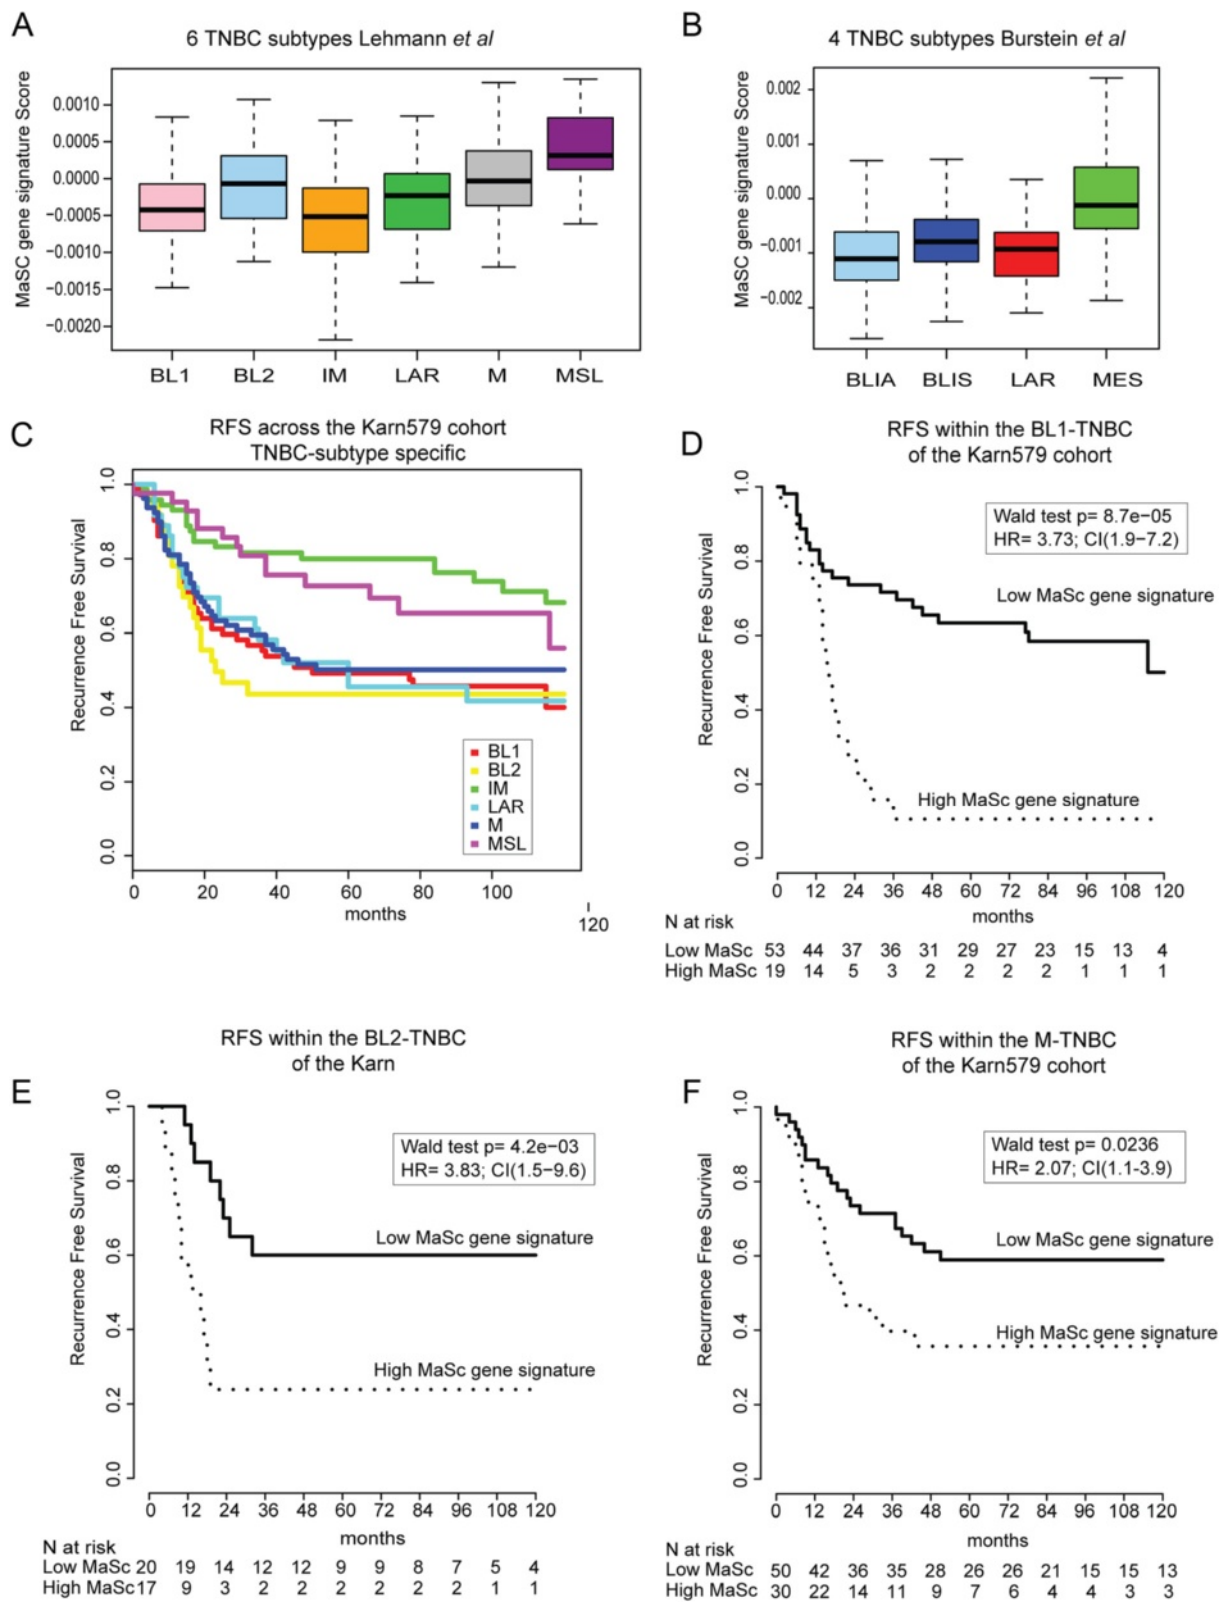 A
6 TNBC subtypes Lehmann et al
MaSC gene signature Score
0.0010
0.0005
0.0000
−0.0005
−0.0010
−0.0015
−0.0020
BL1 BL2 IM LAR M MSL
B
4 TNBC subtypes Burstein et al
MaSC gene signature Score
0.002
0.001
0.000
−0.001
−0.002
BLIA BLIS LAR MES
C
RFS across the Karn579 cohort
TNBC-subtype specific
Recurrence Free Survival
1.0
0.8
0.6
0.4
0.2
0.0
BL1
BL2
IM
LAR
M
MSL
0 20 40 60 80 100
120
months
D
RFS within the BL1-TNBC
of the Karn579 cohort
Recurrence Free Survival
1.0
0.8
0.6
0.4
0.2
0.0
Wald test p= 8.7e−05
HR= 3.73; CI(1.9−7.2)
Low MaSc gene signature
High MaSc gene signature
0 12 24 36 48 60 72 84 96 108 120
months
N at risk
Low MaSc 53 44 37 36 31 29 27 23 15 13 4
High MaSc 19 14 5 3 2 2 2 2 1 1 1
E
RFS within the BL2-TNBC
of the Karn
Recurrence Free Survival
1.0
0.8
0.6
0.4
0.2
0.0
Wald test p= 4.2e−03
HR= 3.83; CI(1.5−9.6)
Low MaSc gene signature
High MaSc gene signature
0 12 24 36 48 60 72 84 96 108 120
months
N at risk
Low MaSc 20 19 14 12 12 9 9 8 7 5 4
High MaSc 17 9 3 2 2 2 2 2 2 1 1
F
RFS within the M-TNBC
of the Karn579 cohort
Recurrence Free Survival
1.0
0.8
0.6
0.4
0.2
0.0
Wald test p= 0.0236
HR= 2.07; CI(1.1-3.9)
Low MaSc gene signature
High MaSc gene signature
0 12 24 36 48 60 72 84 96 108 120
months
N at risk
Low MaSc 50 42 36 35 28 26 26 21 15 15 13
High MaSc 30 22 14 11 9 7 6 4 4 3 3